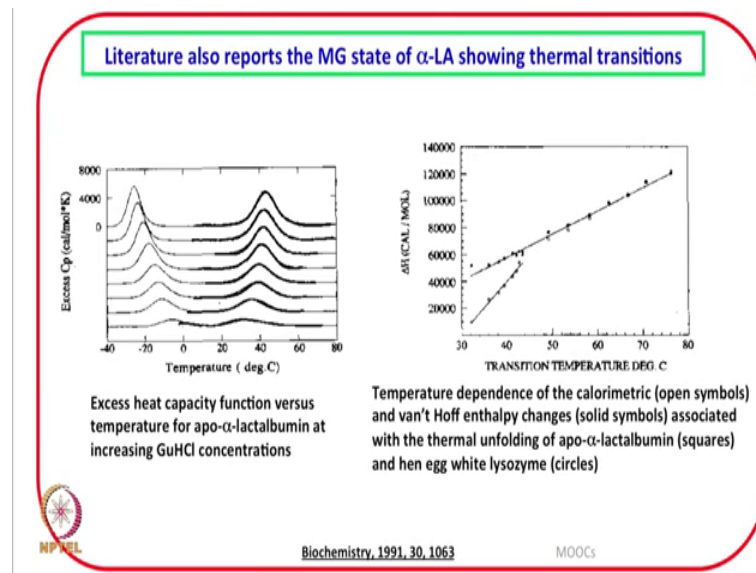 Literature also reports the MG state of α-LA showing thermal transitions
8000
4000
0
Excess Cp (cal/mol*K)
-40 -20 0 20 40 60 80
Temperature ( deg.C)
140000
120000
100000
80000
60000
40000
20000
ΔH (CAL / MOL)
30 40 50 60 70 80
TRANSITION TEMPERATURE DEG. C
Excess heat capacity function versus
temperature for apo-α-lactalbumin at
increasing GuHCl concentrations
Temperature dependence of the calorimetric (open symbols)
and van't Hoff enthalpy changes (solid symbols) associated
with the thermal unfolding of apo-α-lactalbumin (squares)
and hen egg white lysozyme (circles)
NPTEL
Biochemistry, 1991, 30, 1063
MOOCs